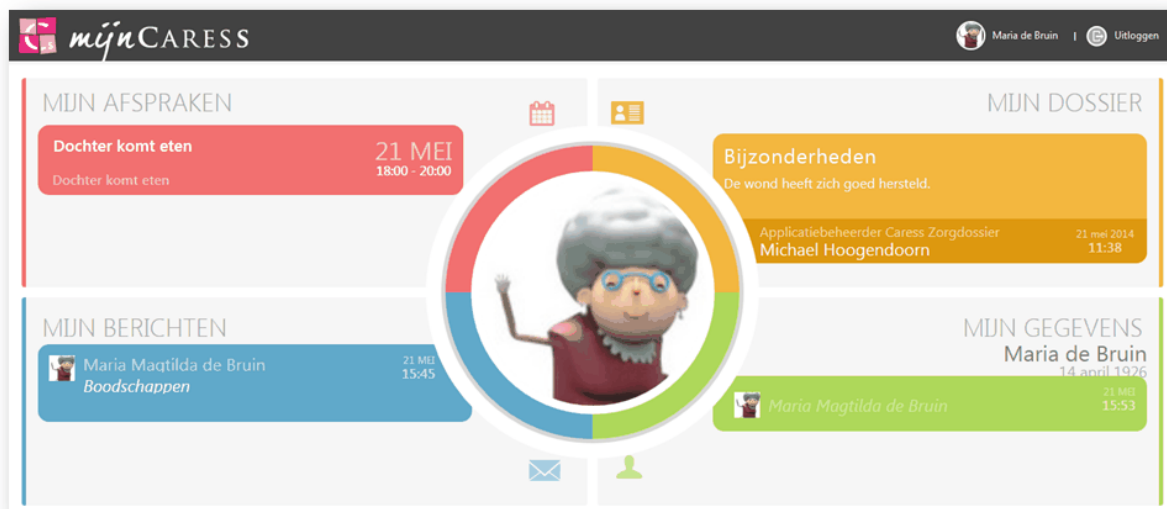 mijnCaress
Maria de Bruin | Uitloggen
MIJN AFSPRAKEN
Dochter komt eten
21 MEI
18:00 - 20:00
Dochter komt eten
MIJN DOSSIER
Bijzonderheden
De wond heeft zich goed hersteld.
Applicatiebeheerder Caress Zorgdossier
Michael Hoogendoorn
21 mei 2014
11:38
MIJN BERICHTEN
Maria Magtilda de Bruin
Boodschappen
21 MEI
15:45
MIJN GEGEVENS
Maria de Bruin
14 april 1926
Maria Magtilda de Bruin
21 MEI
15:53